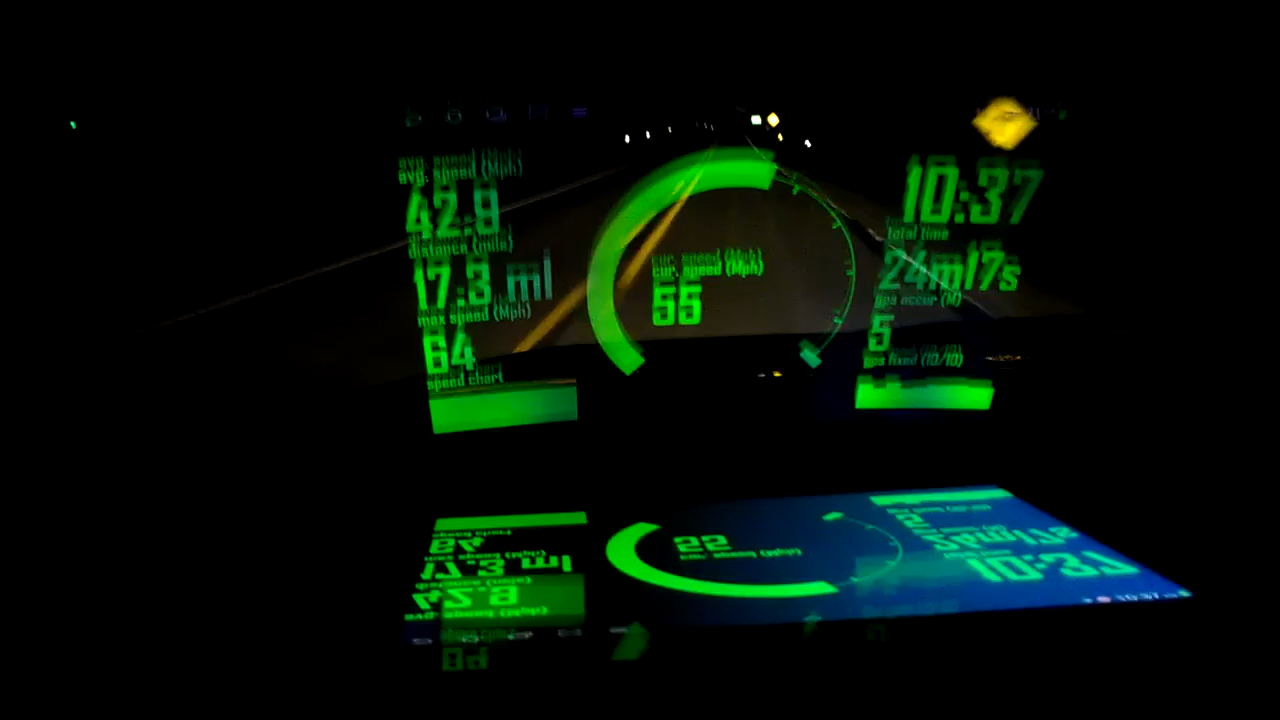 avg. speed (Mph)
42.9
distance (mile)
17.3 mi
max speed (Mph)
64
speed chart
cur. speed (Mph)
55
10:37
total time
24m17s
gps occur (M)
5
gps fixed (10/10)